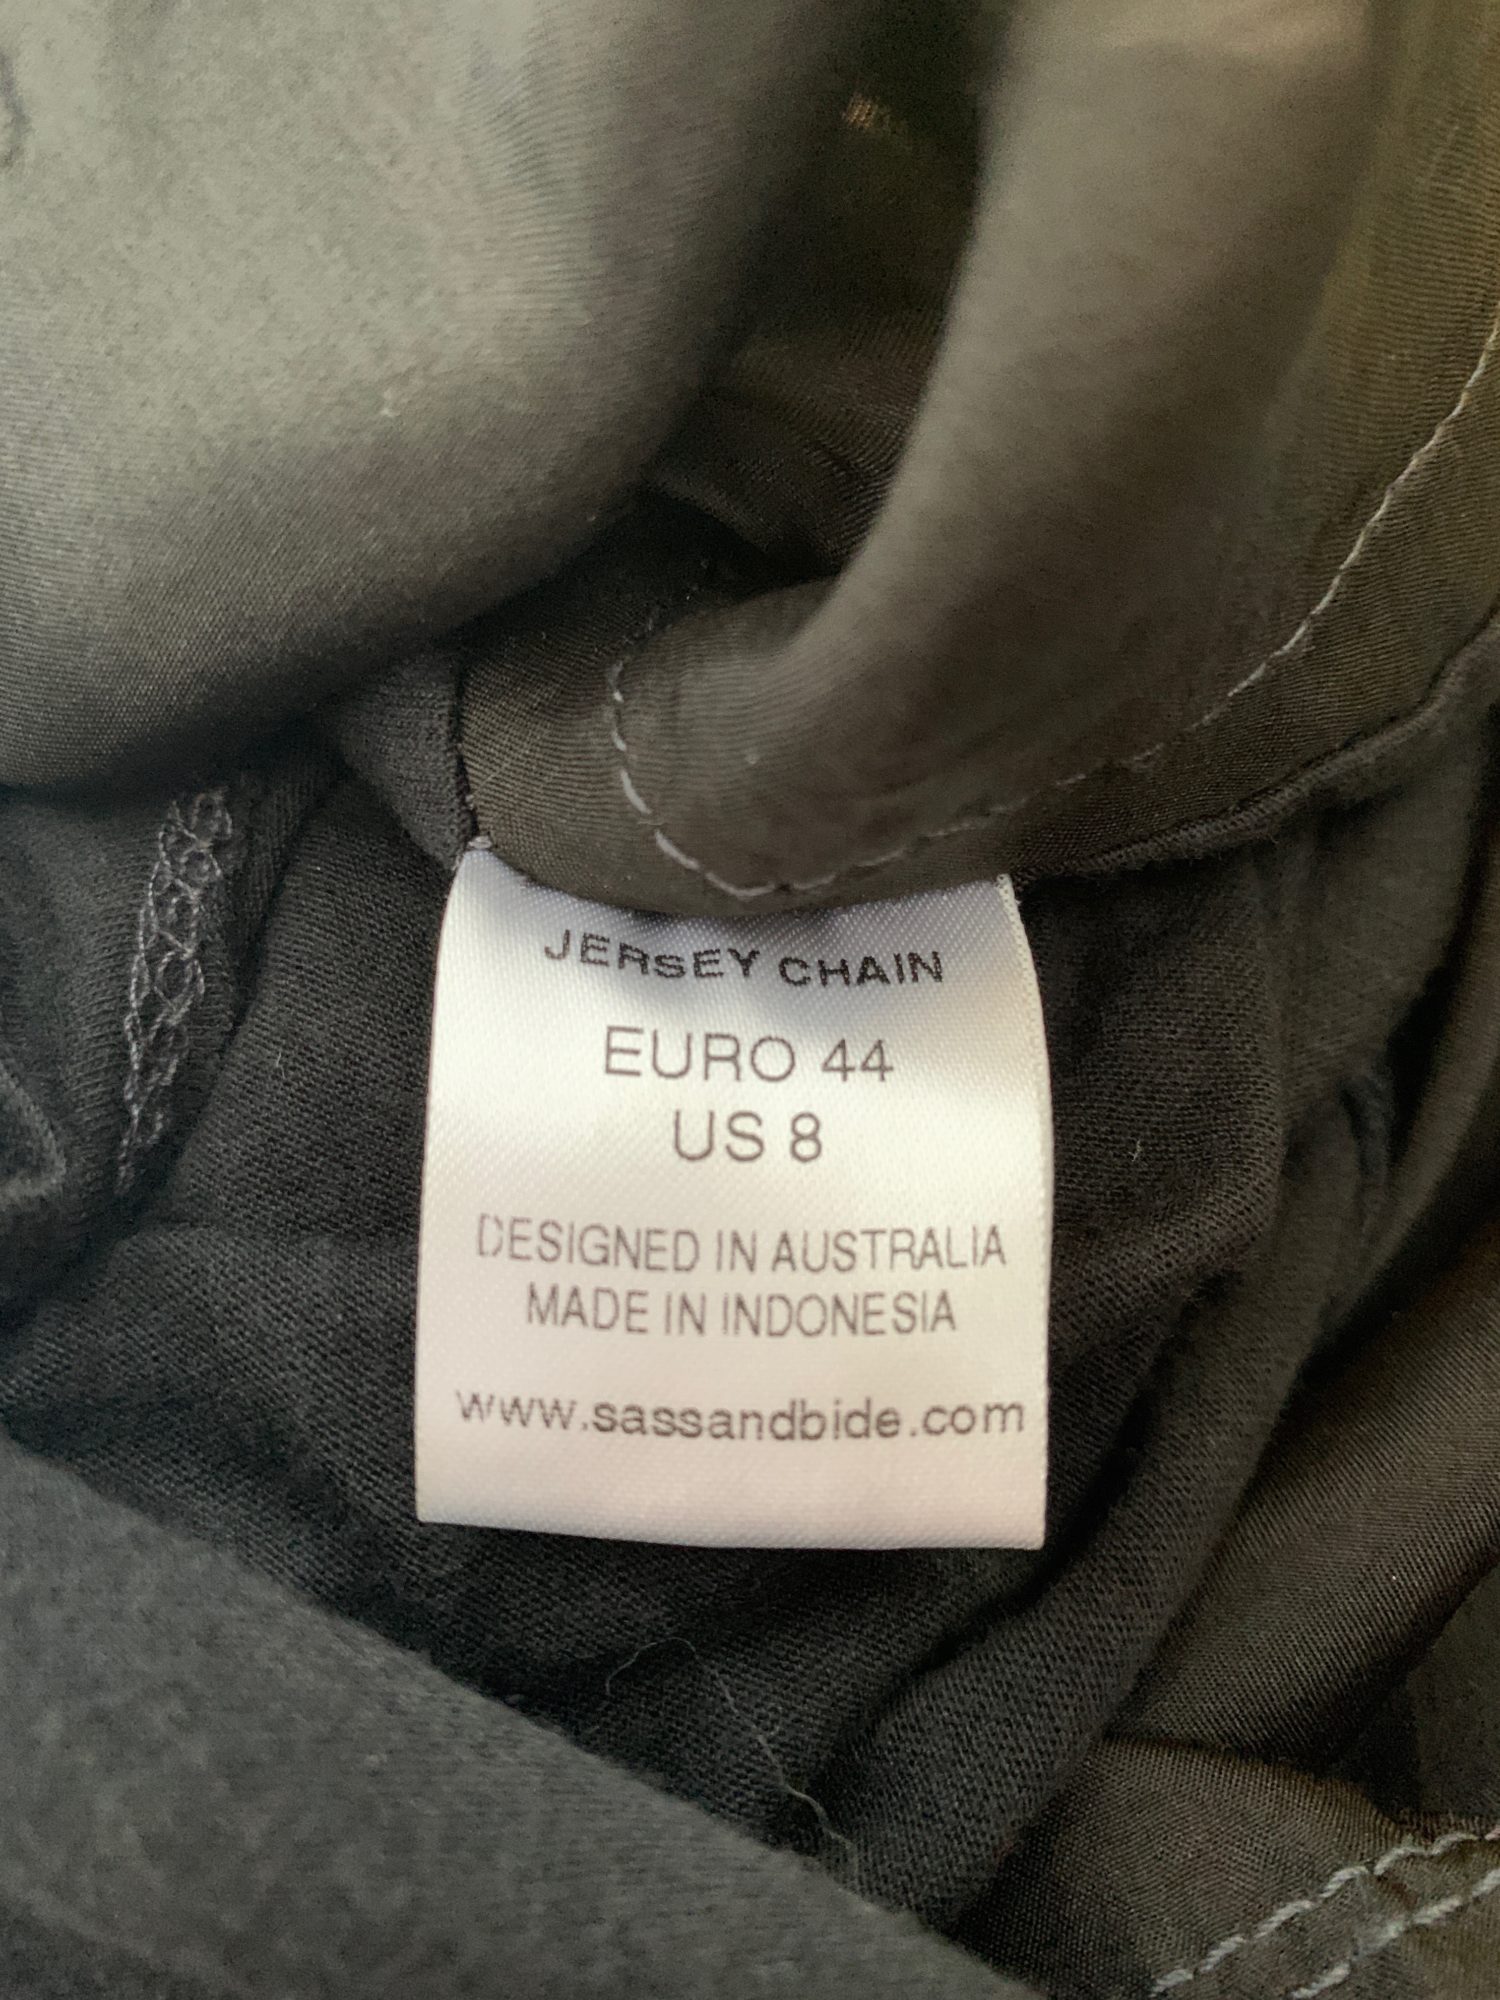 JERSEY CHAIN
EURO 44
US 8
DESIGNED IN AUSTRALIA
MADE IN INDONESIA
www.sassandbide.com